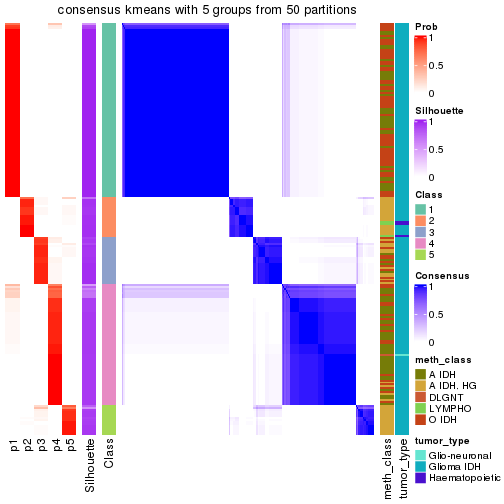 consensus kmeans with 5 groups from 50 partitions
p1
p2
p3
p4
p5
Silhouette
Class
meth_class
tumor_type
Prob
1
0.5
0
Silhouette
1
0.5
0
Class
1
2
3
4
5
Consensus
1
0.5
0
meth_class
A IDH
A IDH. HG
DLGNT
LYMPHO
O IDH
tumor_type
Glio-neuronal
Glioma IDH
Haematopoietic